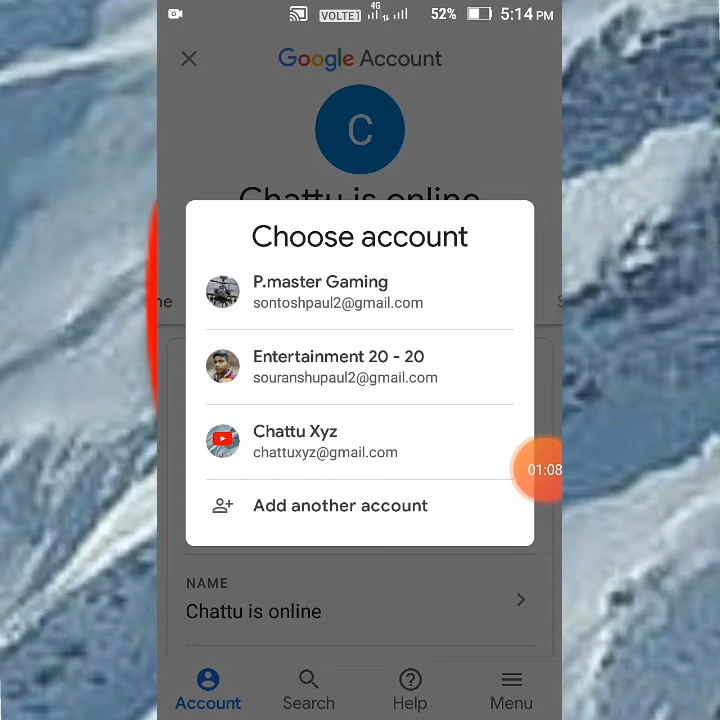 VOLTE1 4G 52% 5:14 PM
Google Account
C
Chattu is online
Choose account
P.master Gaming
sontoshpaul2@gmail.com
Entertainment 20 - 20
souranshupaul2@gmail.com
Chattu Xyz
chattuxyz@gmail.com
01:08
Add another account
NAME
Chattu is online
Account Search Help Menu